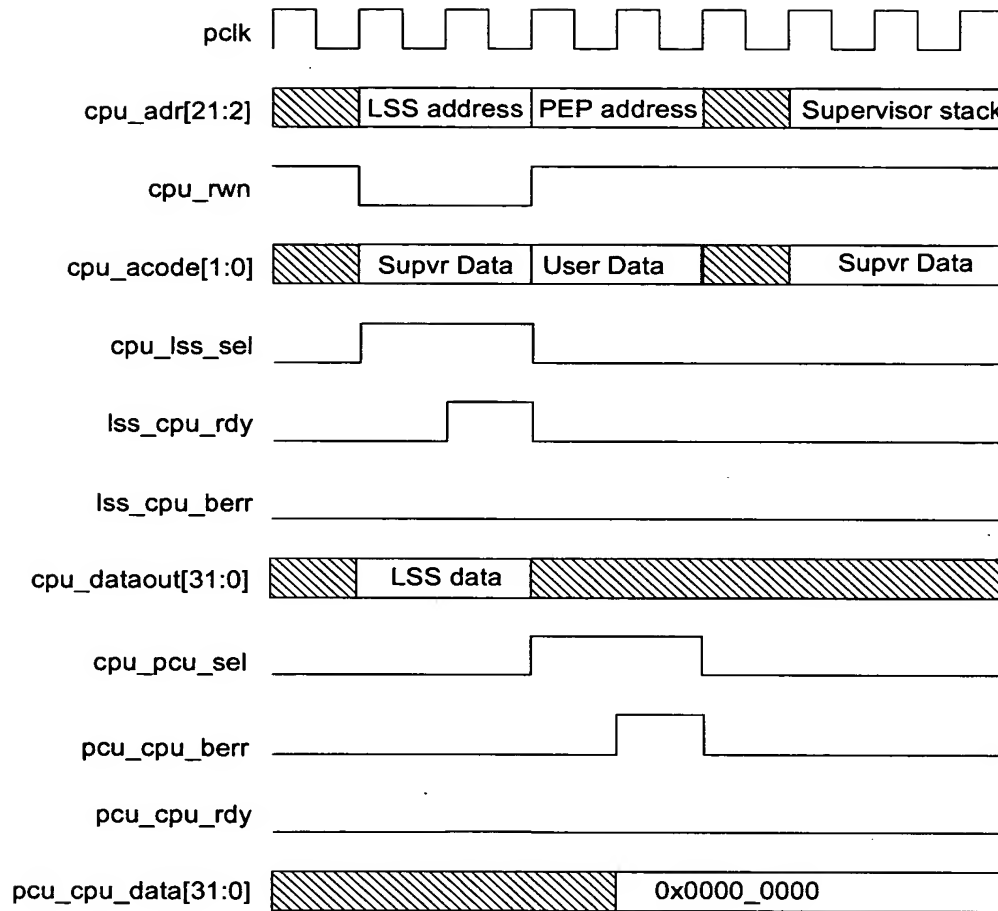 pclk
cpu_adr[21:2] LSS address PEP address Supervisor stack
cpu_rwn
cpu_acode[1:0] Supvr Data User Data Supvr Data
cpu_lss_sel
lss_cpu_rdy
lss_cpu_berr
cpu_dataout[31:0] LSS data
cpu_pcu_sel
pcu_cpu_berr
pcu_cpu_rdy
pcu_cpu_data[31:0] 0x0000_0000